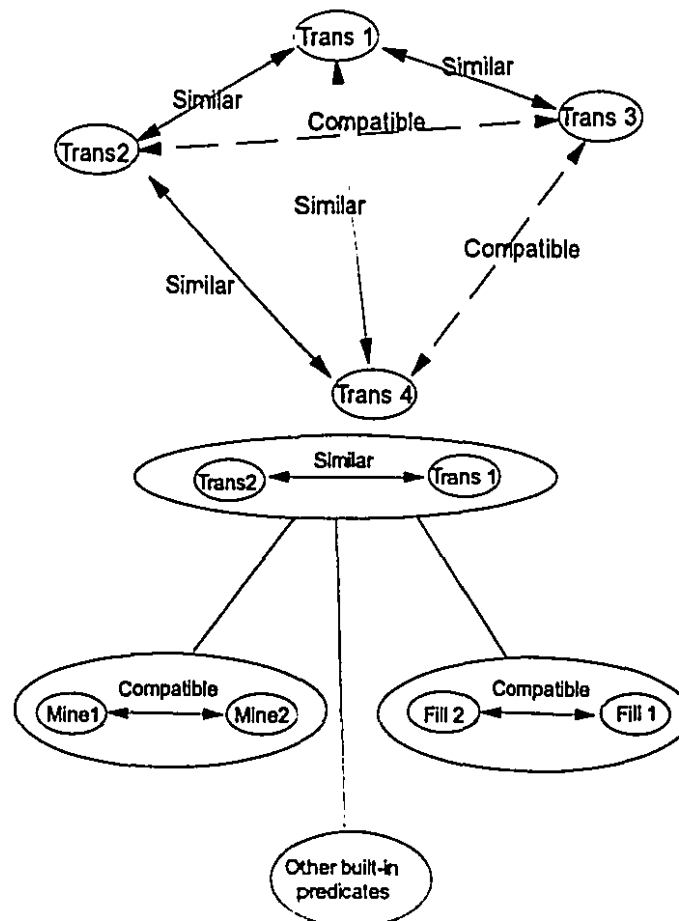 Trans 1
Similar
Similar
Compatible
Trans2
Trans 3
Similar
Compatible
Similar
Trans 4
Similar
Trans2
Trans 1
Compatible
Mine1
Mine2
Compatible
Fill 2
Fill 1
Other built-in
predicates